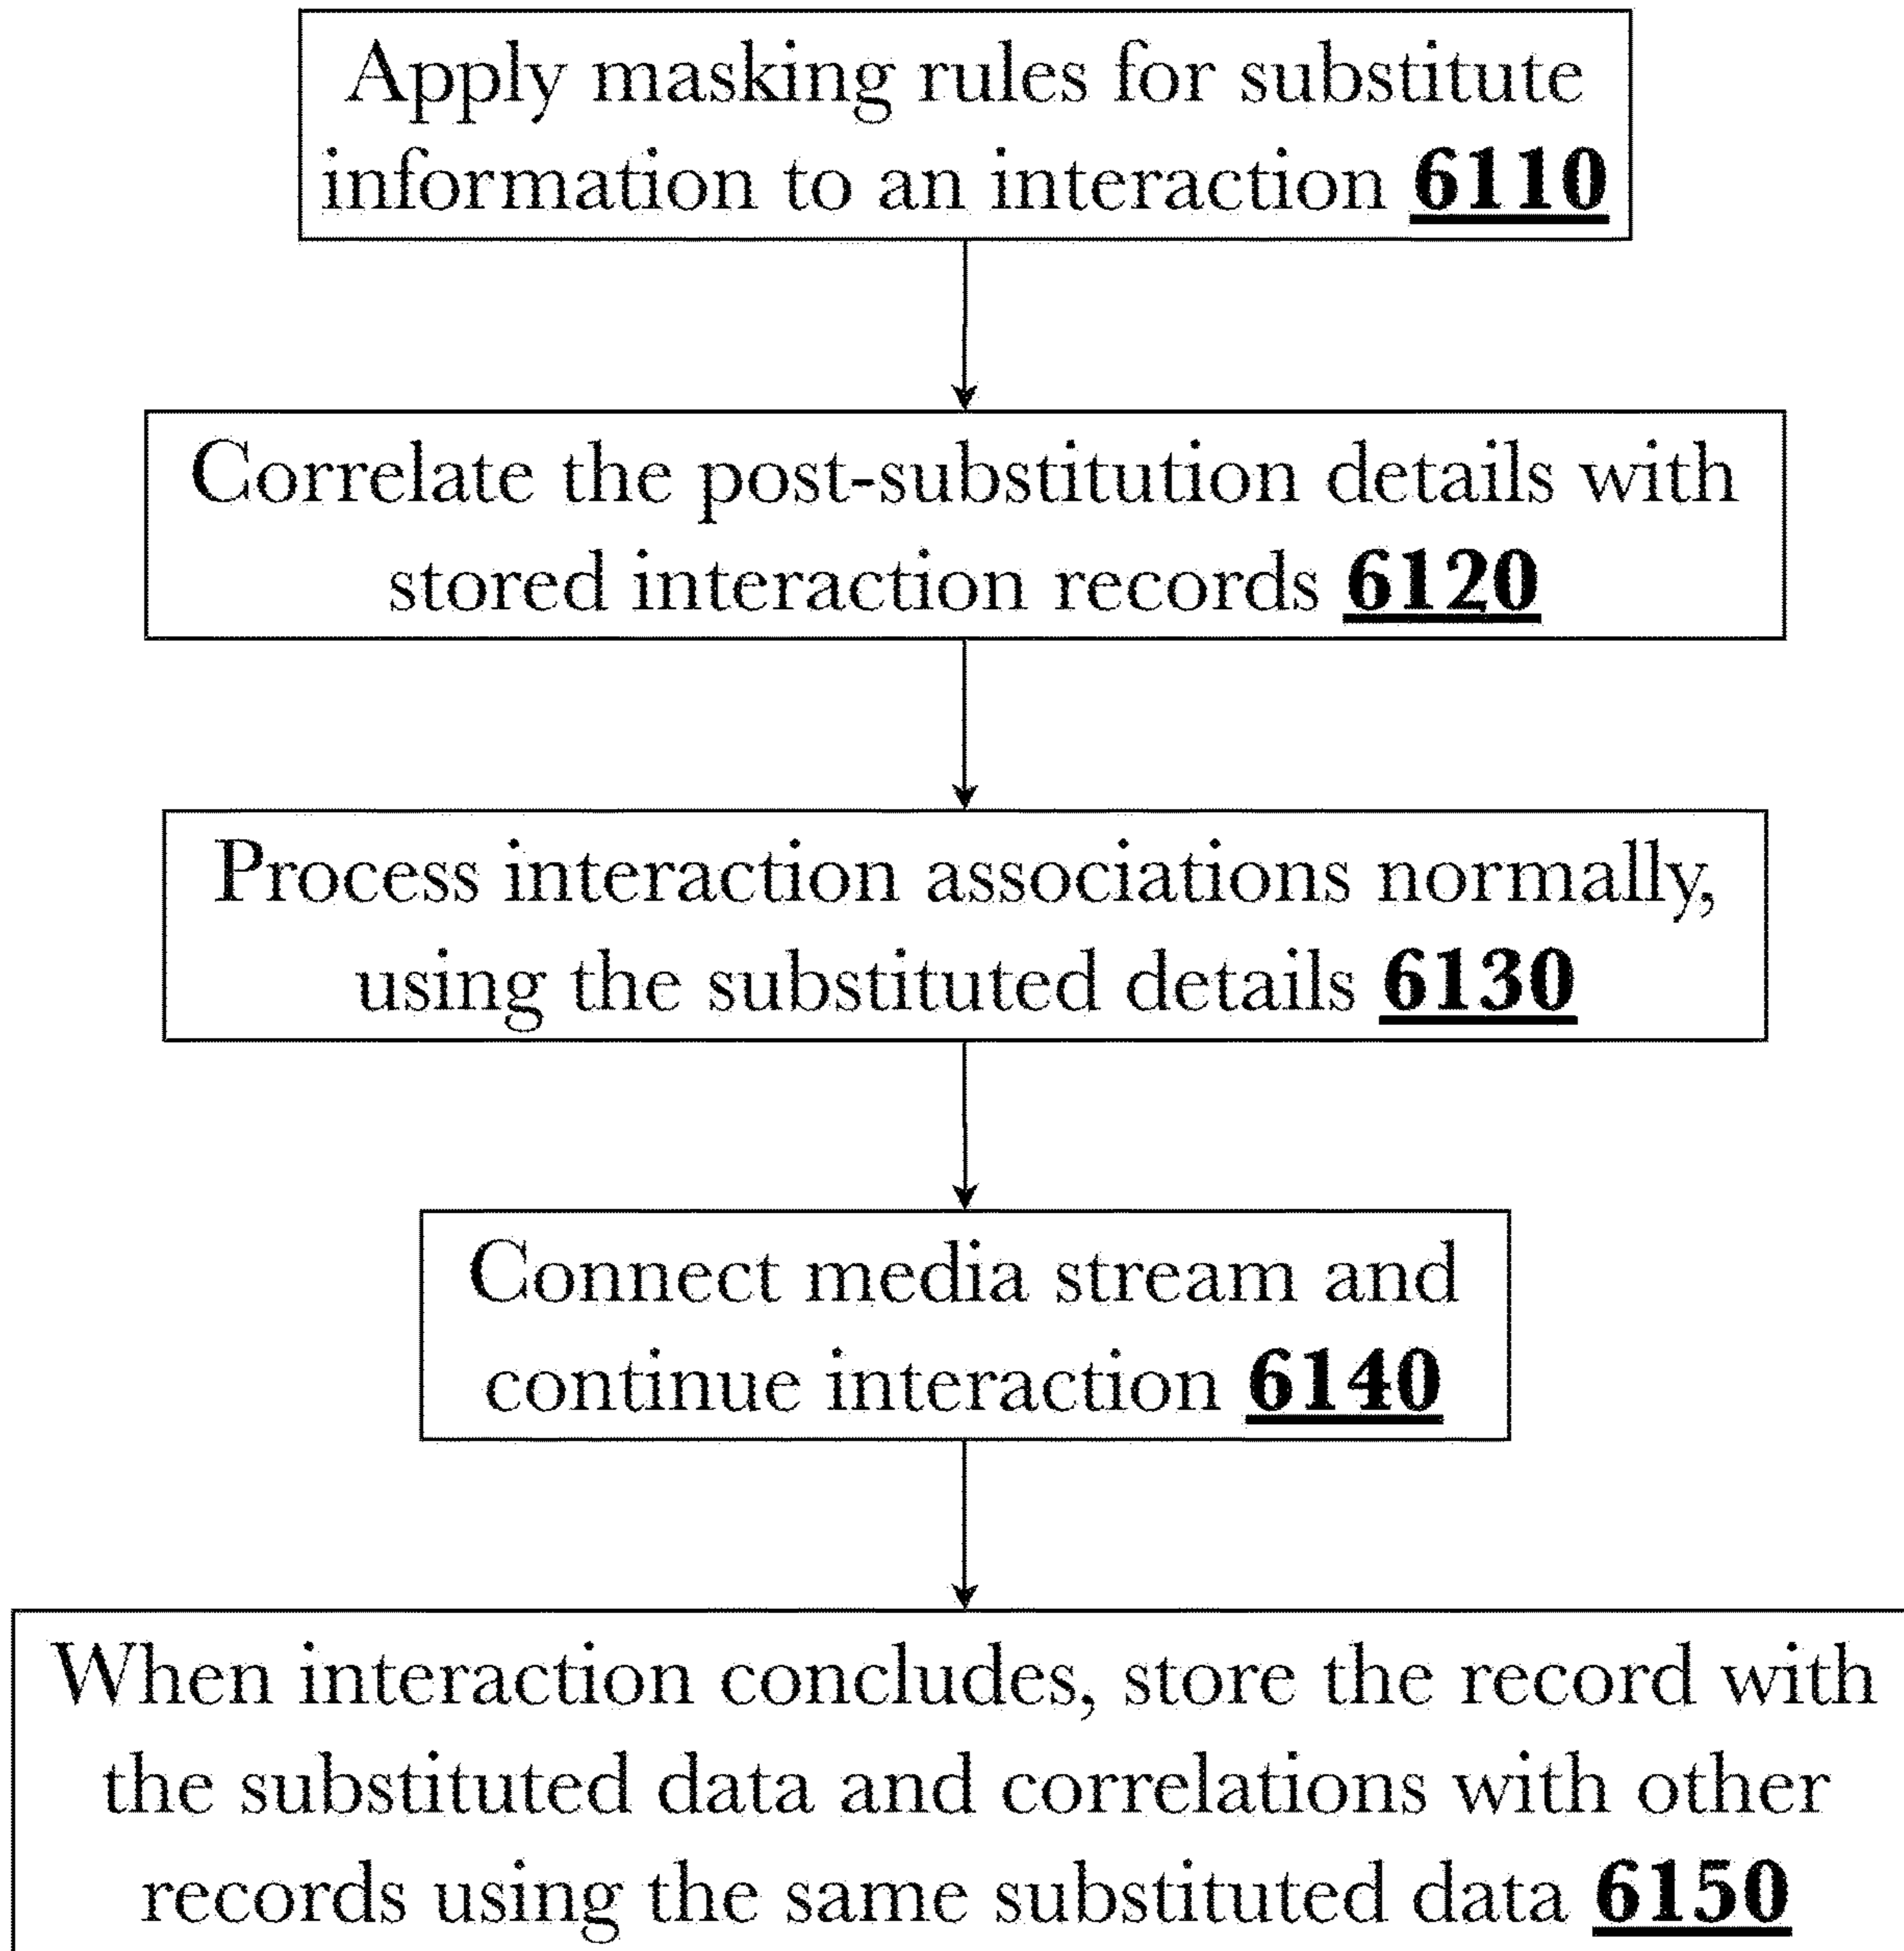 Apply masking rules for substitute
information to an interaction 6110
Correlate the post-substitution details with
stored interaction records 6120
Process interaction associations normally,
using the substituted details 6130
Connect media stream and
continue interaction 6140
When interaction concludes, store the record with
the substituted data and correlations with other
records using the same substituted data 6150